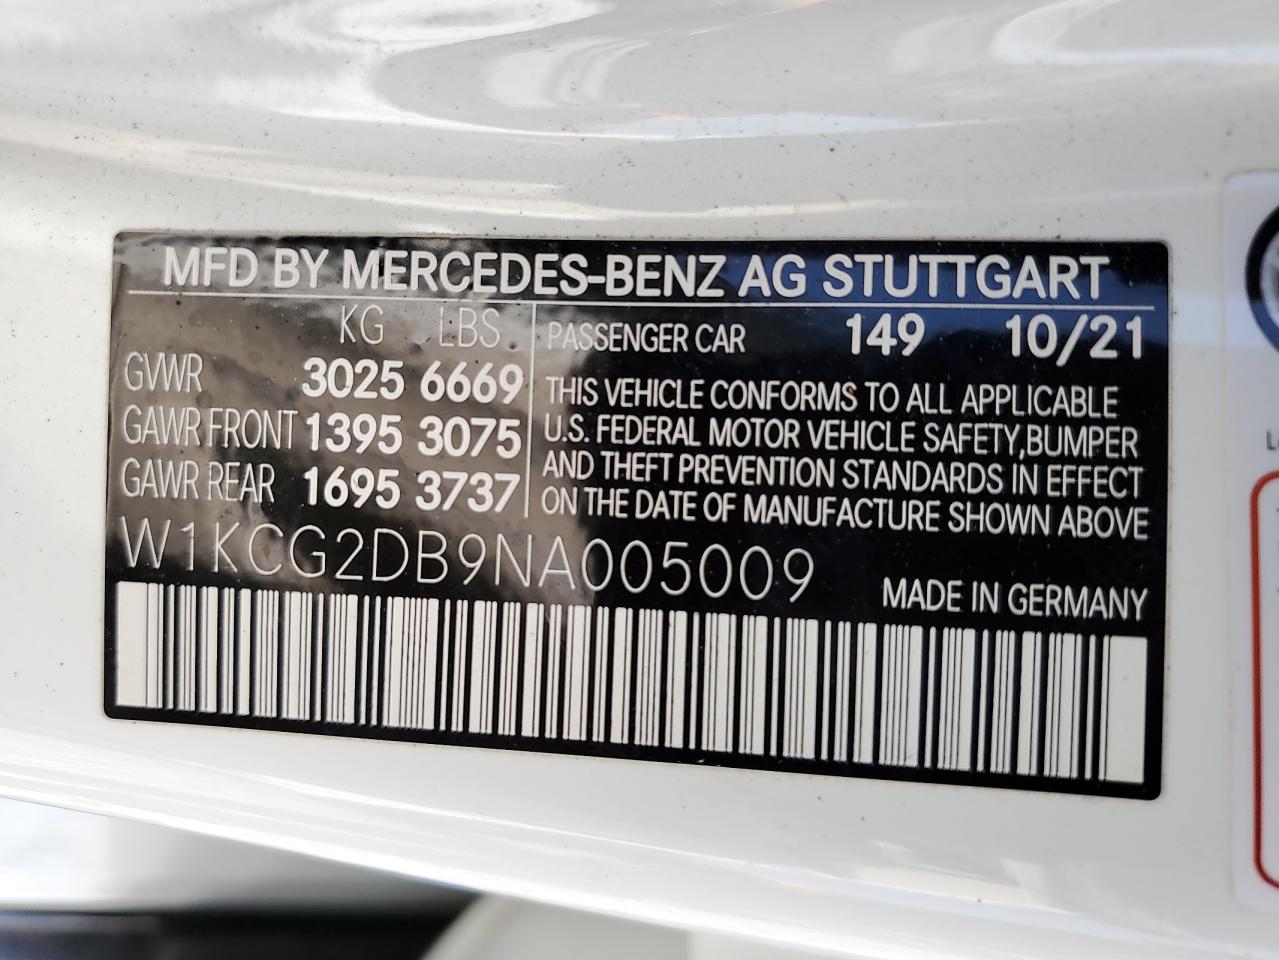 MFD BY MERCEDES-BENZ AG STUTTGART
KG LBS
GVWR 3025 6669
GAWR FRONT 1395 3075
GAWR REAR 1695 3737
PASSENGER CAR 149 10/21
THIS VEHICLE CONFORMS TO ALL APPLICABLE
U.S. FEDERAL MOTOR VEHICLE SAFETY,BUMPER
AND THEFT PREVENTION STANDARDS IN EFFECT
ON THE DATE OF MANUFACTURE SHOWN ABOVE
W1KCG2DB9NA005009
MADE IN GERMANY